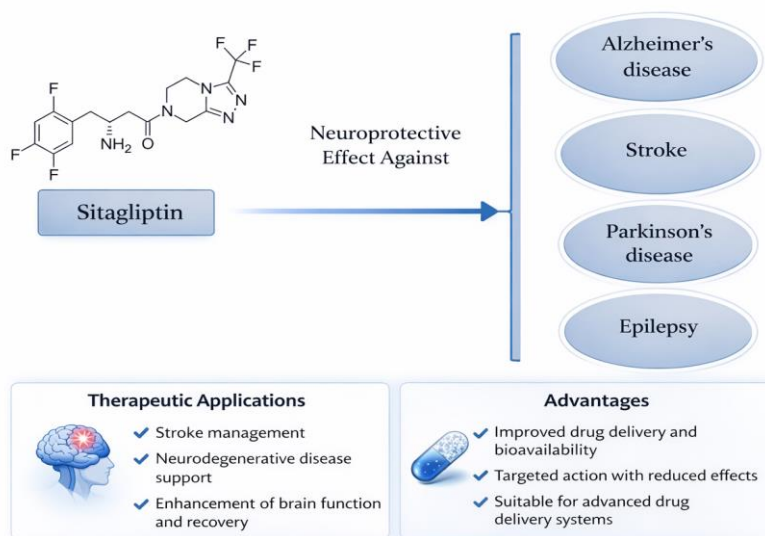 F
F
F
N
N
N
N
O
NH₂
F
F
F
Sitagliptin
Neuroprotective
Effect Against
Alzheimer's
disease
Stroke
Parkinson's
disease
Epilepsy
Therapeutic Applications
Stroke management
Neurodegenerative disease
support
Enhancement of brain function
and recovery
Advantages
Improved drug delivery and
bioavailability
Targeted action with reduced effects
Suitable for advanced drug
delivery systems